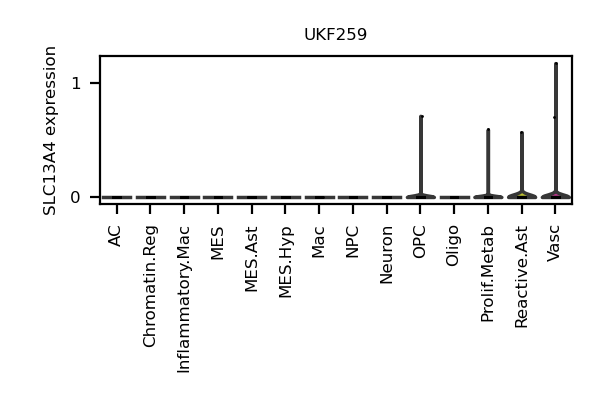 UKF259
SLC13A4 expression
1
0
AC
Chromatin.Reg
Inflammatory.Mac
MES
MES.Ast
MES.Hyp
Mac
NPC
Neuron
OPC
Oligo
Prolif.Metab
Reactive.Ast
Vasc